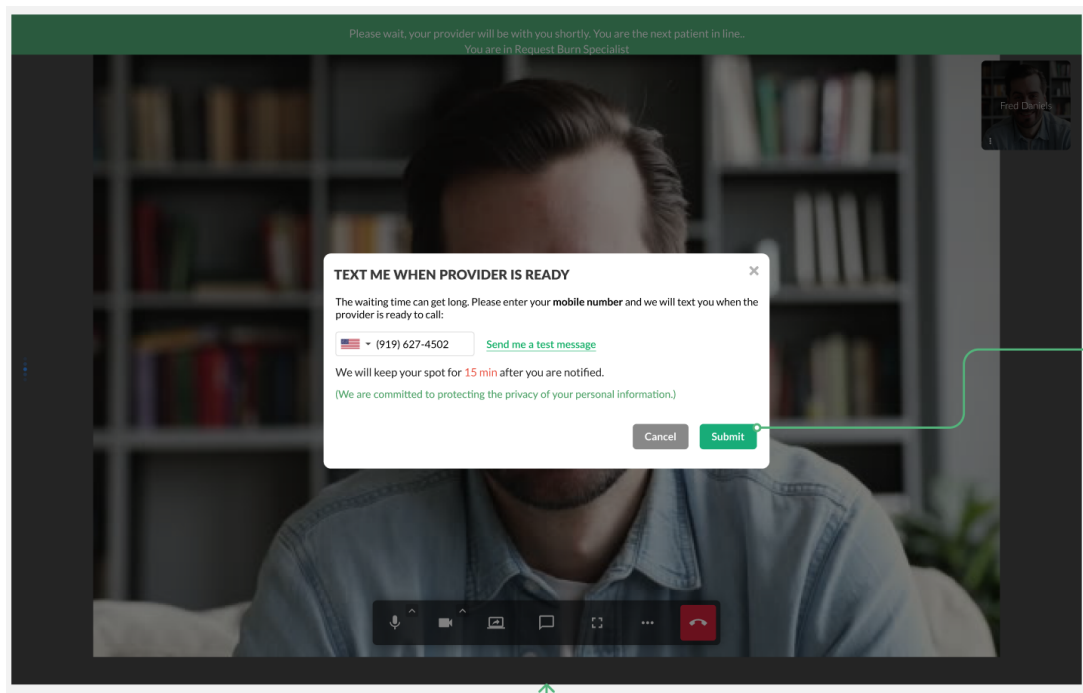 Please wait, your provider will be with you shortly. You are the next patient in line..
You are in Request Burn Specialist
Fred Daniels
TEXT ME WHEN PROVIDER IS READY
The waiting time can get long. Please enter your mobile number and we will text you when the
provider is ready to call:
(919) 627-4502
Send me a test message
We will keep your spot for 15 min after you are notified.
(We are committed to protecting the privacy of your personal information.)
Cancel
Submit